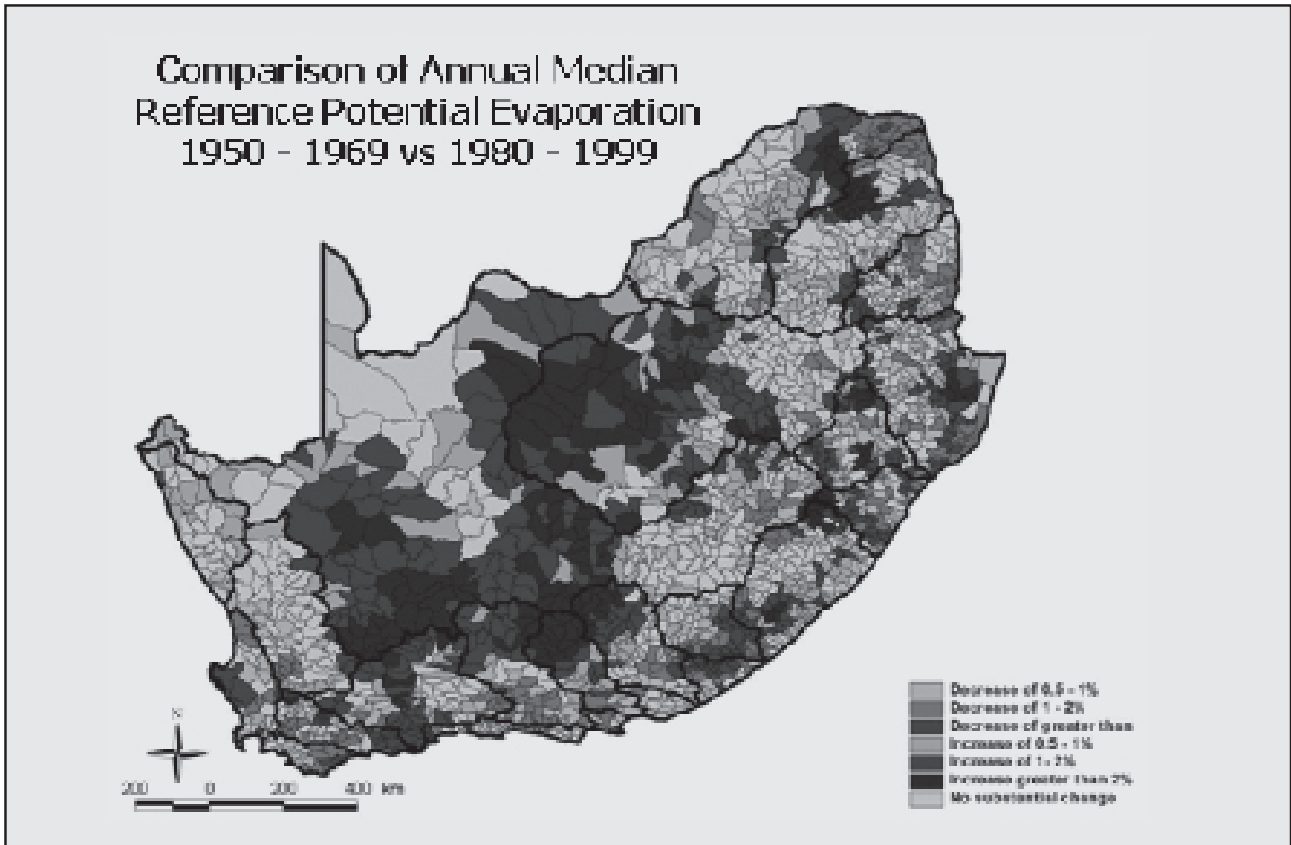 Comparison of Annual Median
Reference Potential Evaporation
1950 - 1969 vs 1980 - 1999
N
200 0 200 400 km
Decrease of 0.5 - 1%
Decrease of 1 - 2%
Decrease of greater than
Increase of 0.5 - 1%
Increase of 1 - 2%
Increase greater than 2%
No substantial change